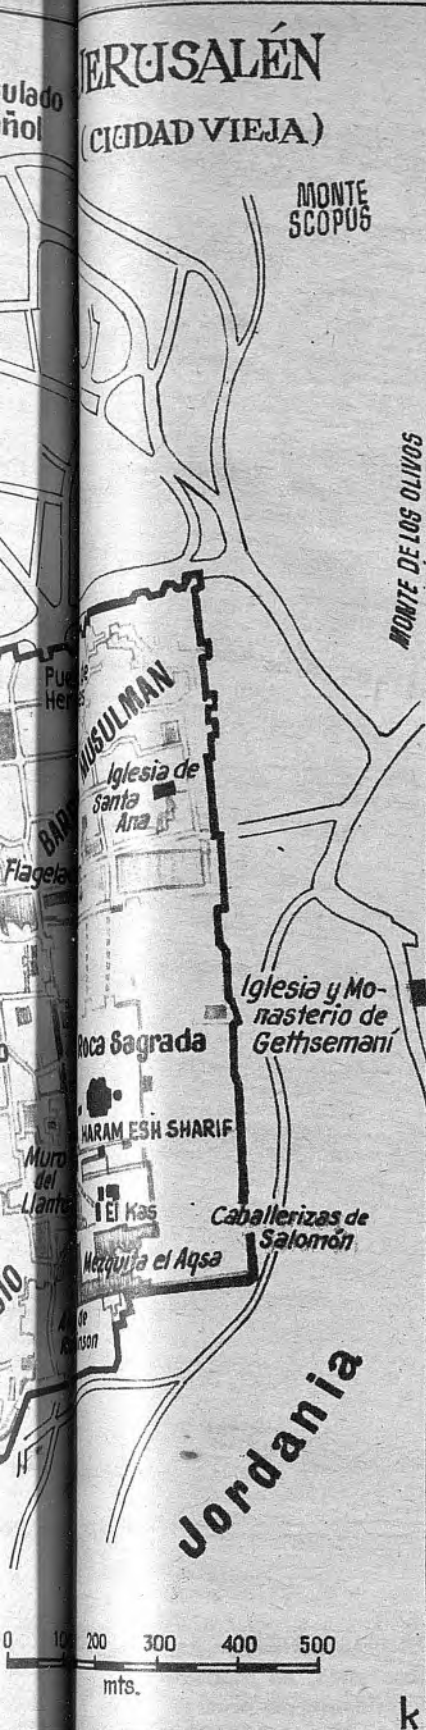 JERUSALÉN
(CIUDAD VIEJA)
MONTE
SCOPUS
MONTE DE LOS OLIVOS
MUSULMAN
Iglesia de
Santa
Ana
Iglesia y Mo-
nasterio de
Gethsemaní
Roca Sagrada
HARAM ESH SHARIF
Muro
del
Llanto
El Kas
Caballerizas de
Salomón
Mezquita el Aqsa
Jordania
0 100 200 300 400 500
mts.
k